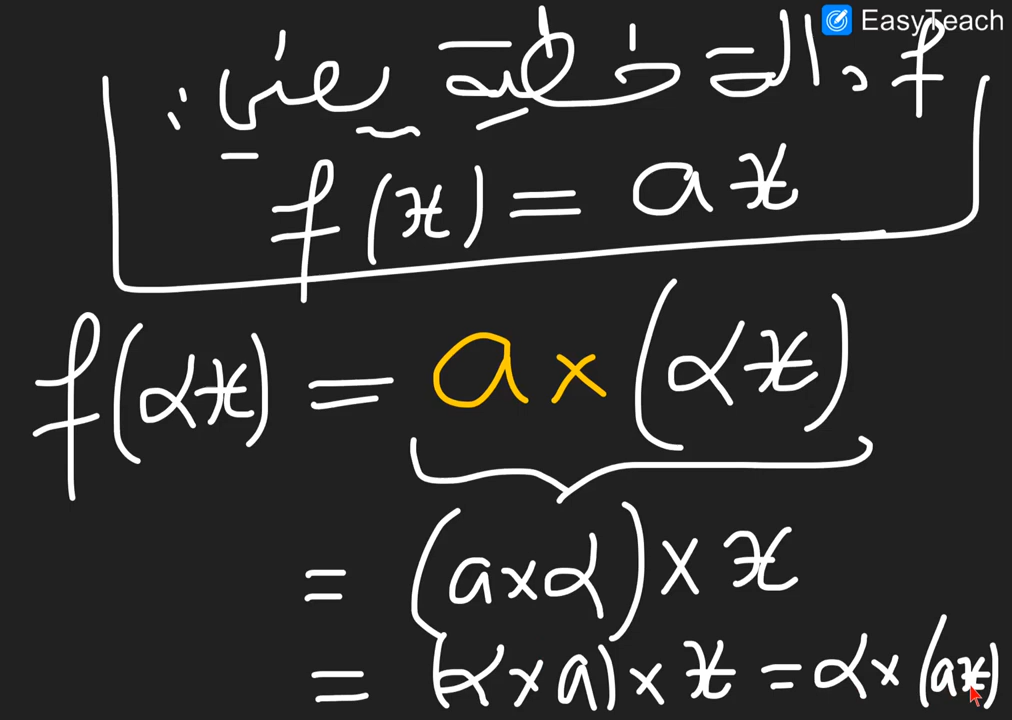 EasyTeach
f دالة خطية يعني :
f(x) = ax
f(αx) = a × (αx)
= (a×α) × x
= (α×a) × x = α × (ax)